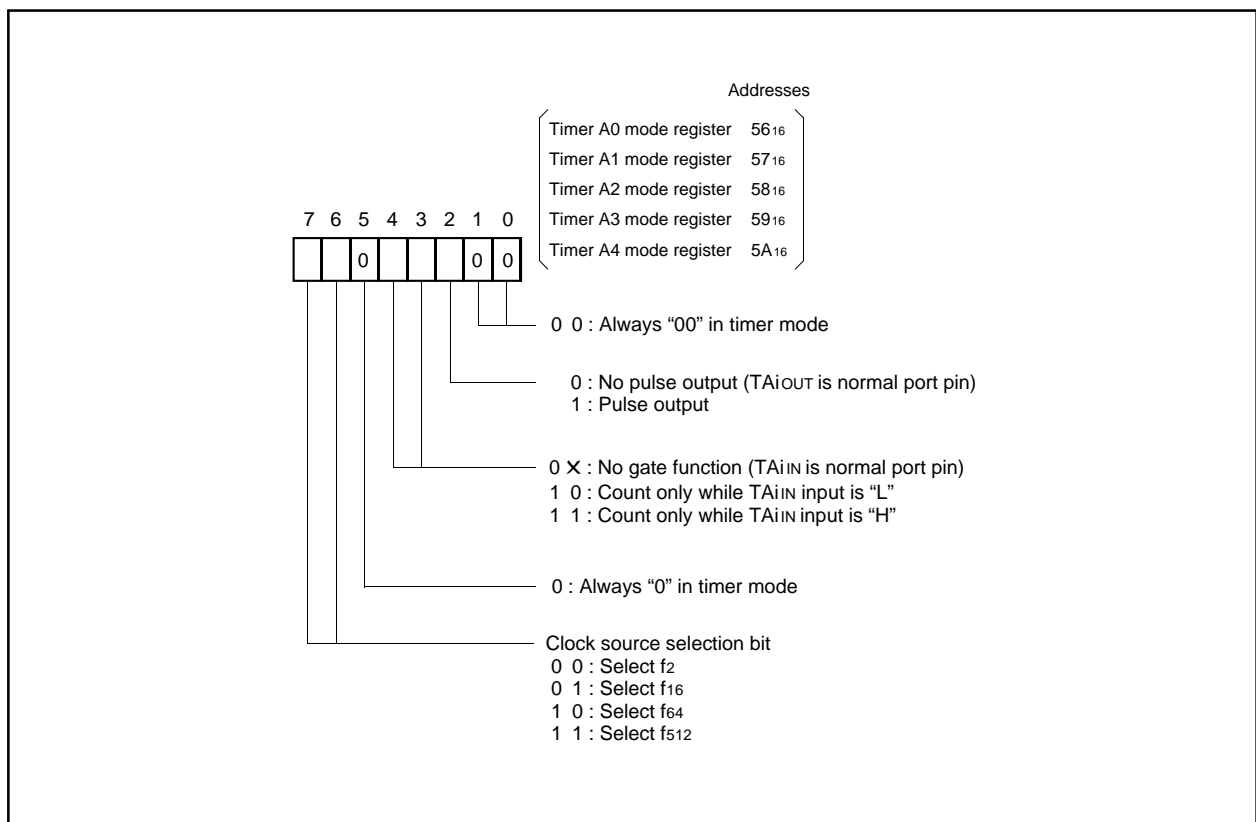 Addresses
Timer A0 mode register 5616
Timer A1 mode register 5716
Timer A2 mode register 5816
Timer A3 mode register 5916
Timer A4 mode register 5A16
7 6 5 4 3 2 1 0
0 0 0
0 0 : Always “00” in timer mode
0 : No pulse output (TAiOUT is normal port pin)
1 : Pulse output
0 × : No gate function (TAiIN is normal port pin)
1 0 : Count only while TAiIN input is “L”
1 1 : Count only while TAiIN input is “H”
0 : Always “0” in timer mode
Clock source selection bit
0 0 : Select f2
0 1 : Select f16
1 0 : Select f64
1 1 : Select f512